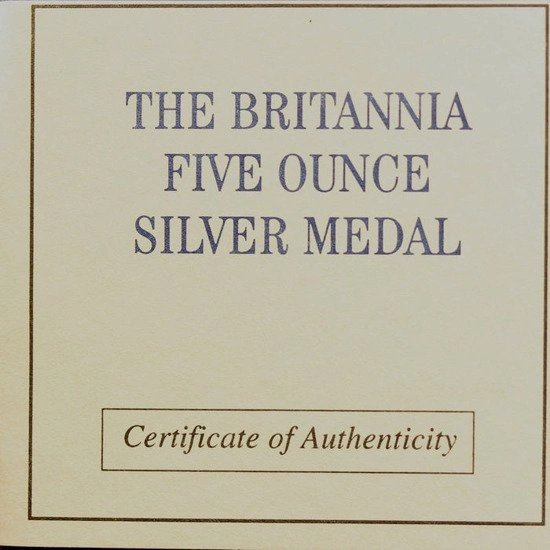 THE BRITANNIA
FIVE OUNCE
SILVER MEDAL
Certificate of Authenticity